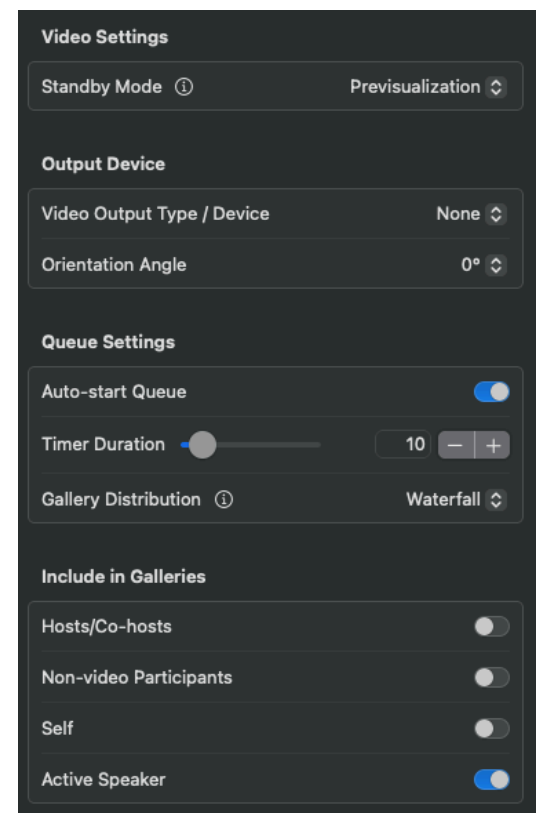 Video Settings
Standby Mode ⓘ Previsualization
Output Device
Video Output Type / Device None
Orientation Angle 0°
Queue Settings
Auto-start Queue
Timer Duration 10 − +
Gallery Distribution ⓘ Waterfall
Include in Galleries
Hosts/Co-hosts
Non-video Participants
Self
Active Speaker